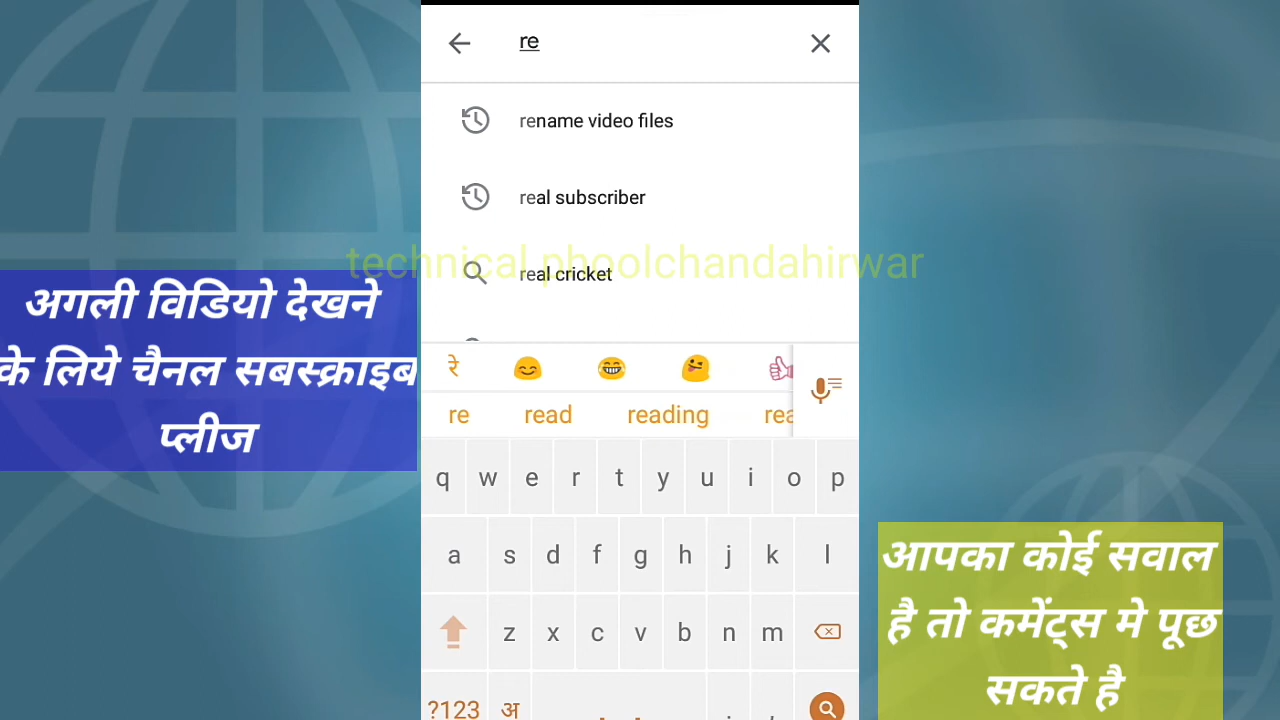 re
rename video files
real subscriber
technical phoolchandahirwar
real cricket
अगली विडियो देखने
के लिये चैनल सबस्क्राइब
प्लीज
रे
re read reading rea
q w e r t y u i o p
a s d f g h j k l
z x c v b n m
?123 अ
आपका कोई सवाल
है तो कमेंट्स मे पूछ
सकते है